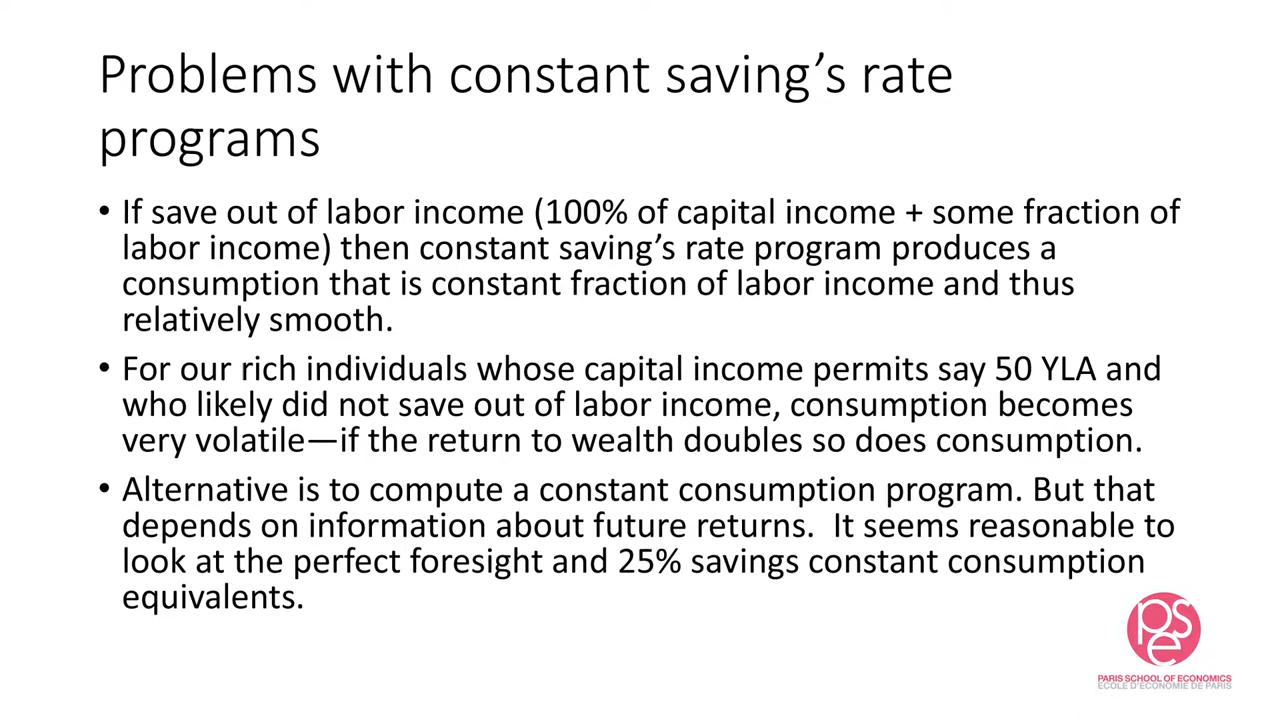 Problems with constant saving’s rate
programs
• If save out of labor income (100% of capital income + some fraction of
labor income) then constant saving’s rate program produces a
consumption that is constant fraction of labor income and thus
relatively smooth.
• For our rich individuals whose capital income permits say 50 YLA and
who likely did not save out of labor income, consumption becomes
very volatile—if the return to wealth doubles so does consumption.
• Alternative is to compute a constant consumption program. But that
depends on information about future returns.  It seems reasonable to
look at the perfect foresight and 25% savings constant consumption
equivalents.
pse
PARIS SCHOOL OF ECONOMICS
ECOLE D'ECONOMIE DE PARIS